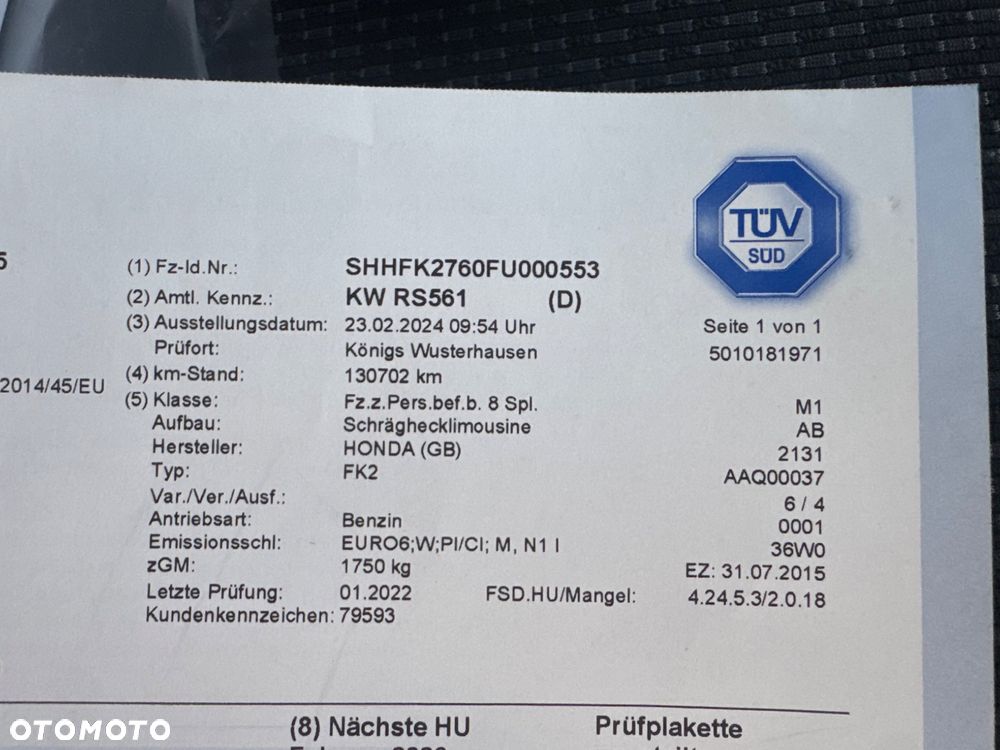 TÜV
SÜD
5
(1) Fz-Id.Nr.: SHHFK2760FU000553
(2) Amtl. Kennz.: KW RS561 (D)
(3) Ausstellungsdatum: 23.02.2024 09:54 Uhr Seite 1 von 1
Prüfort: Königs Wusterhausen 5010181971
2014/45/EU (4) km-Stand: 130702 km
(5) Klasse: Fz.z.Pers.bef.b. 8 Spl. M1
Aufbau: Schräghecklimousine AB
Hersteller: HONDA (GB) 2131
Typ: FK2 AAQ00037
Var./Ver./Ausf.: 6 / 4
Antriebsart: Benzin 0001
Emissionsschl: EURO6;W;PI/CI; M, N1 I 36W0
zGM: 1750 kg EZ: 31.07.2015
Letzte Prüfung: 01.2022 FSD.HU/Mangel: 4.24.5.3/2.0.18
Kundenkennzeichen: 79593
(8) Nächste HU Prüfplakette
OTOMOTO